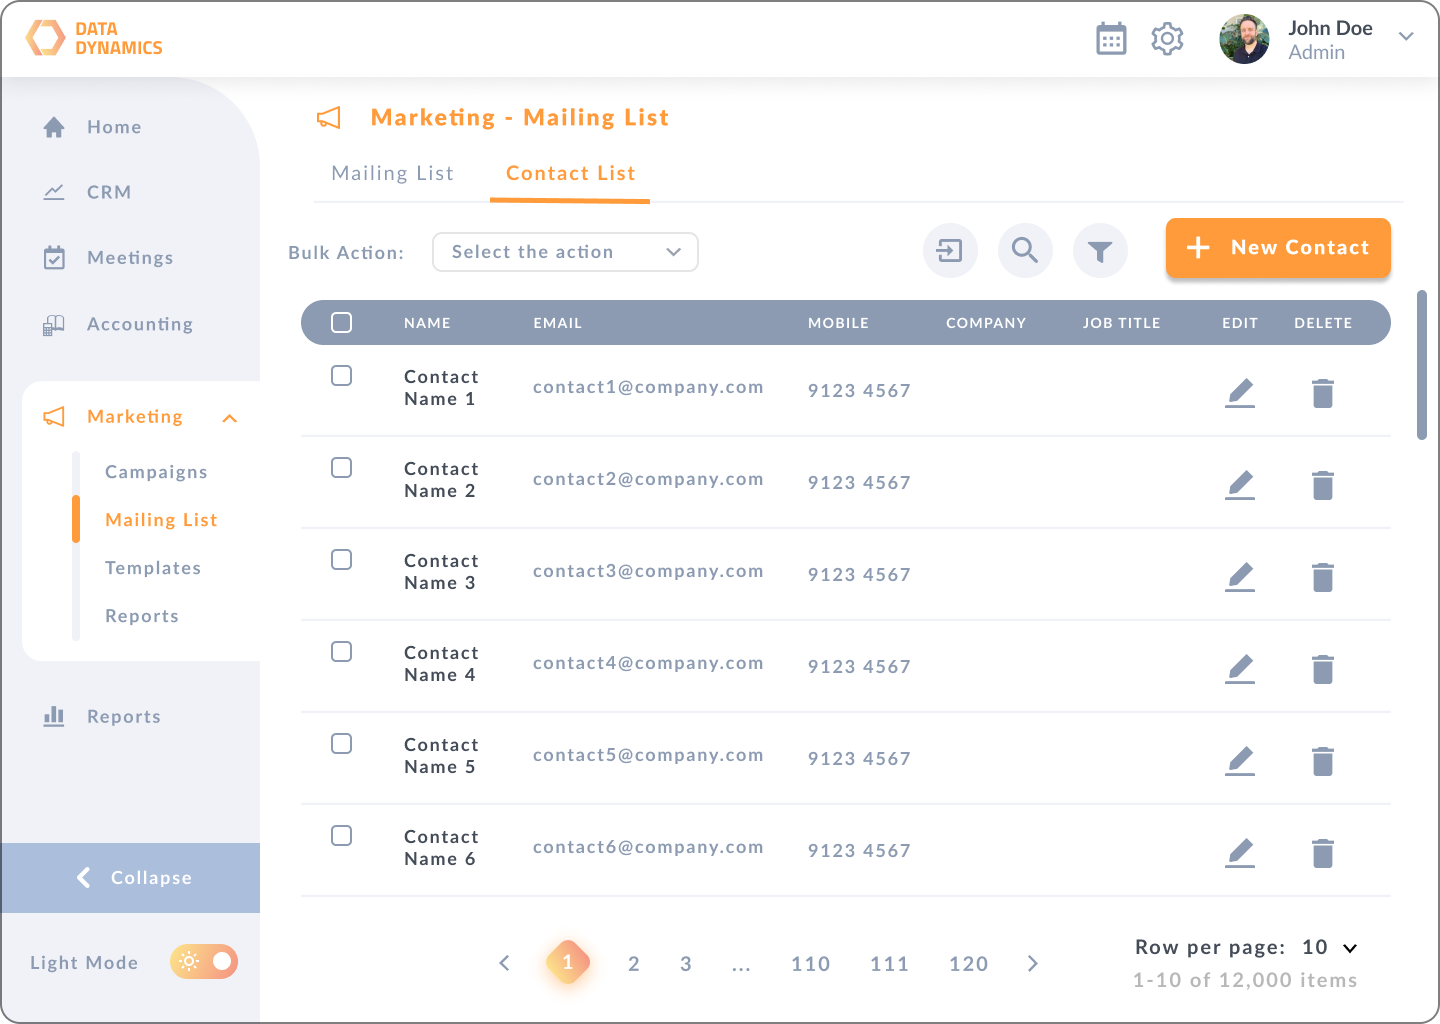 DATA
DYNAMICS
John Doe
Admin
Home
CRM
Meetings
Accounting
Marketing
Campaigns
Mailing List
Templates
Reports
Reports
Collapse
Light Mode
Marketing - Mailing List
Mailing List Contact List
Bulk Action: Select the action New Contact
NAME EMAIL MOBILE COMPANY JOB TITLE EDIT DELETE
Contact
Name 1
contact1@company.com
9123 4567
Contact
Name 2
contact2@company.com
9123 4567
Contact
Name 3
contact3@company.com
9123 4567
Contact
Name 4
contact4@company.com
9123 4567
Contact
Name 5
contact5@company.com
9123 4567
Contact
Name 6
contact6@company.com
9123 4567
1 2 3 ... 110 111 120
Row per page: 10
1-10 of 12,000 items